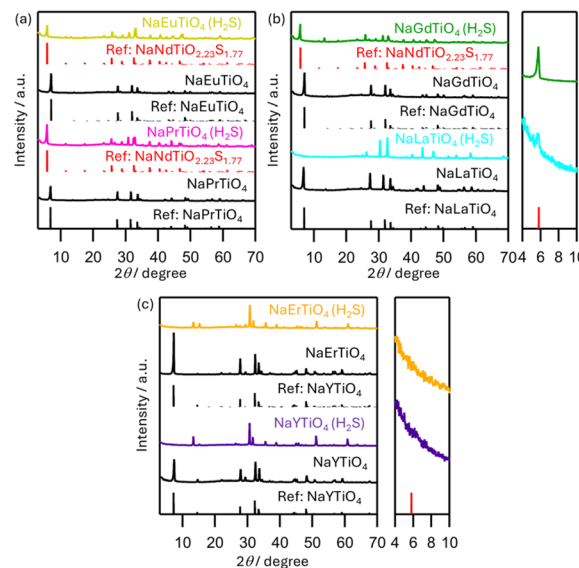 (a)
NaEuTiO₄ (H₂S)
Ref: NaNdTiO₂.₂₃S₁.₇₇
NaEuTiO₄
Ref: NaEuTiO₄
NaPrTiO₄ (H₂S)
Ref: NaNdTiO₂.₂₃S₁.₇₇
NaPrTiO₄
Ref: NaPrTiO₄
Intensity / a.u.
10 20 30 40 50 60 70
2θ / degree
(b)
NaGdTiO₄ (H₂S)
Ref: NaNdTiO₂.₂₃S₁.₇₇
NaGdTiO₄
Ref: NaGdTiO₄
NaLaTiO₄ (H₂S)
NaLaTiO₄
Ref: NaLaTiO₄
Intensity / a.u.
10 20 30 40 50 60 70
4 6 8 10
2θ / degree
(c)
NaErTiO₄ (H₂S)
NaErTiO₄
Ref: NaYTiO₄
NaYTiO₄ (H₂S)
NaYTiO₄
Ref: NaYTiO₄
Intensity / a.u.
10 20 30 40 50 60 70
4 6 8 10
2θ / degree